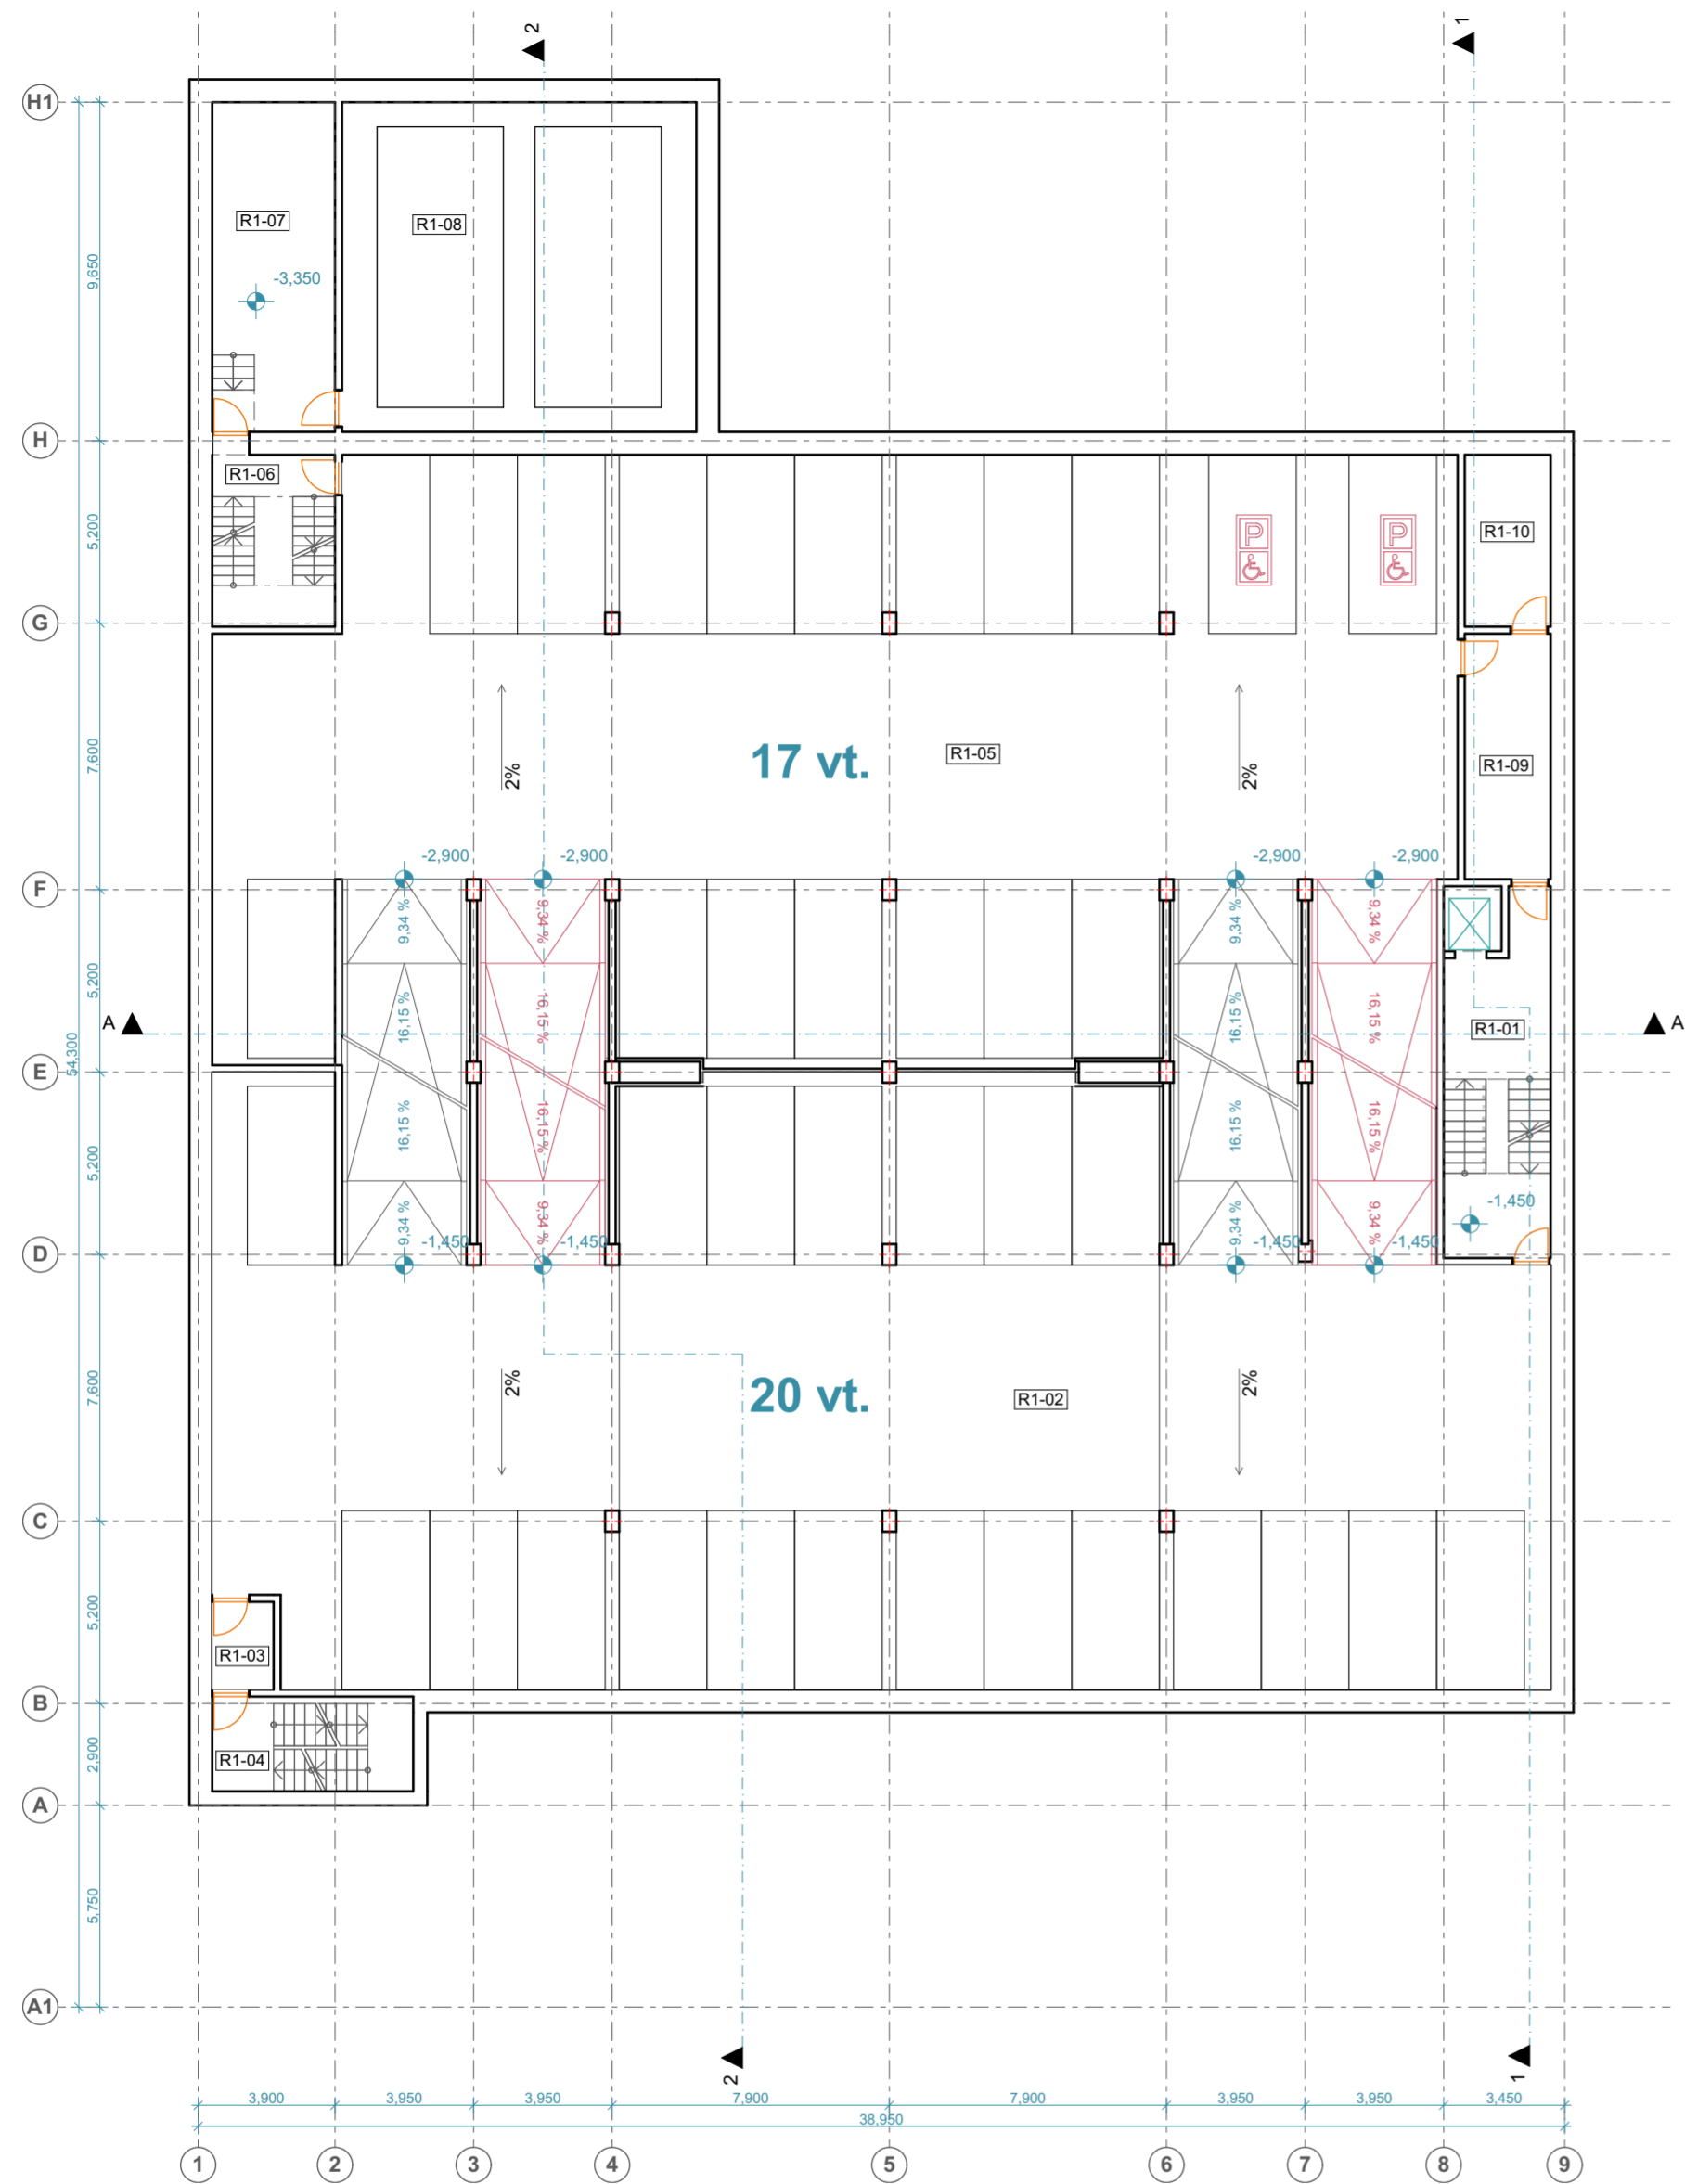 2
1
H1
R1-07
R1-08
-3,350
9,650
H
R1-06
R1-10
P
P
5,200
G
7,600
17 vt.
R1-05
R1-09
2%
2%
-2,900
-2,900
-2,900
-2,900
F
9,34 %
9,34 %
9,34 %
9,34 %
5,200
16,15 %
16,15 %
16,15 %
16,15 %
A
A
R1-01
54,300
E
16,15 %
16,15 %
16,15 %
16,15 %
5,200
-1,450
9,34 %
9,34 %
9,34 %
9,34 %
-1,450
-1,450
-1,450
-1,450
D
7,600
2%
2%
20 vt.
R1-02
C
5,200
R1-03
B
2,900
R1-04
A
5,750
A1
2
1
3,900
3,950
3,950
7,900
7,900
3,950
3,950
3,450
38,950
1
2
3
4
5
6
7
8
9